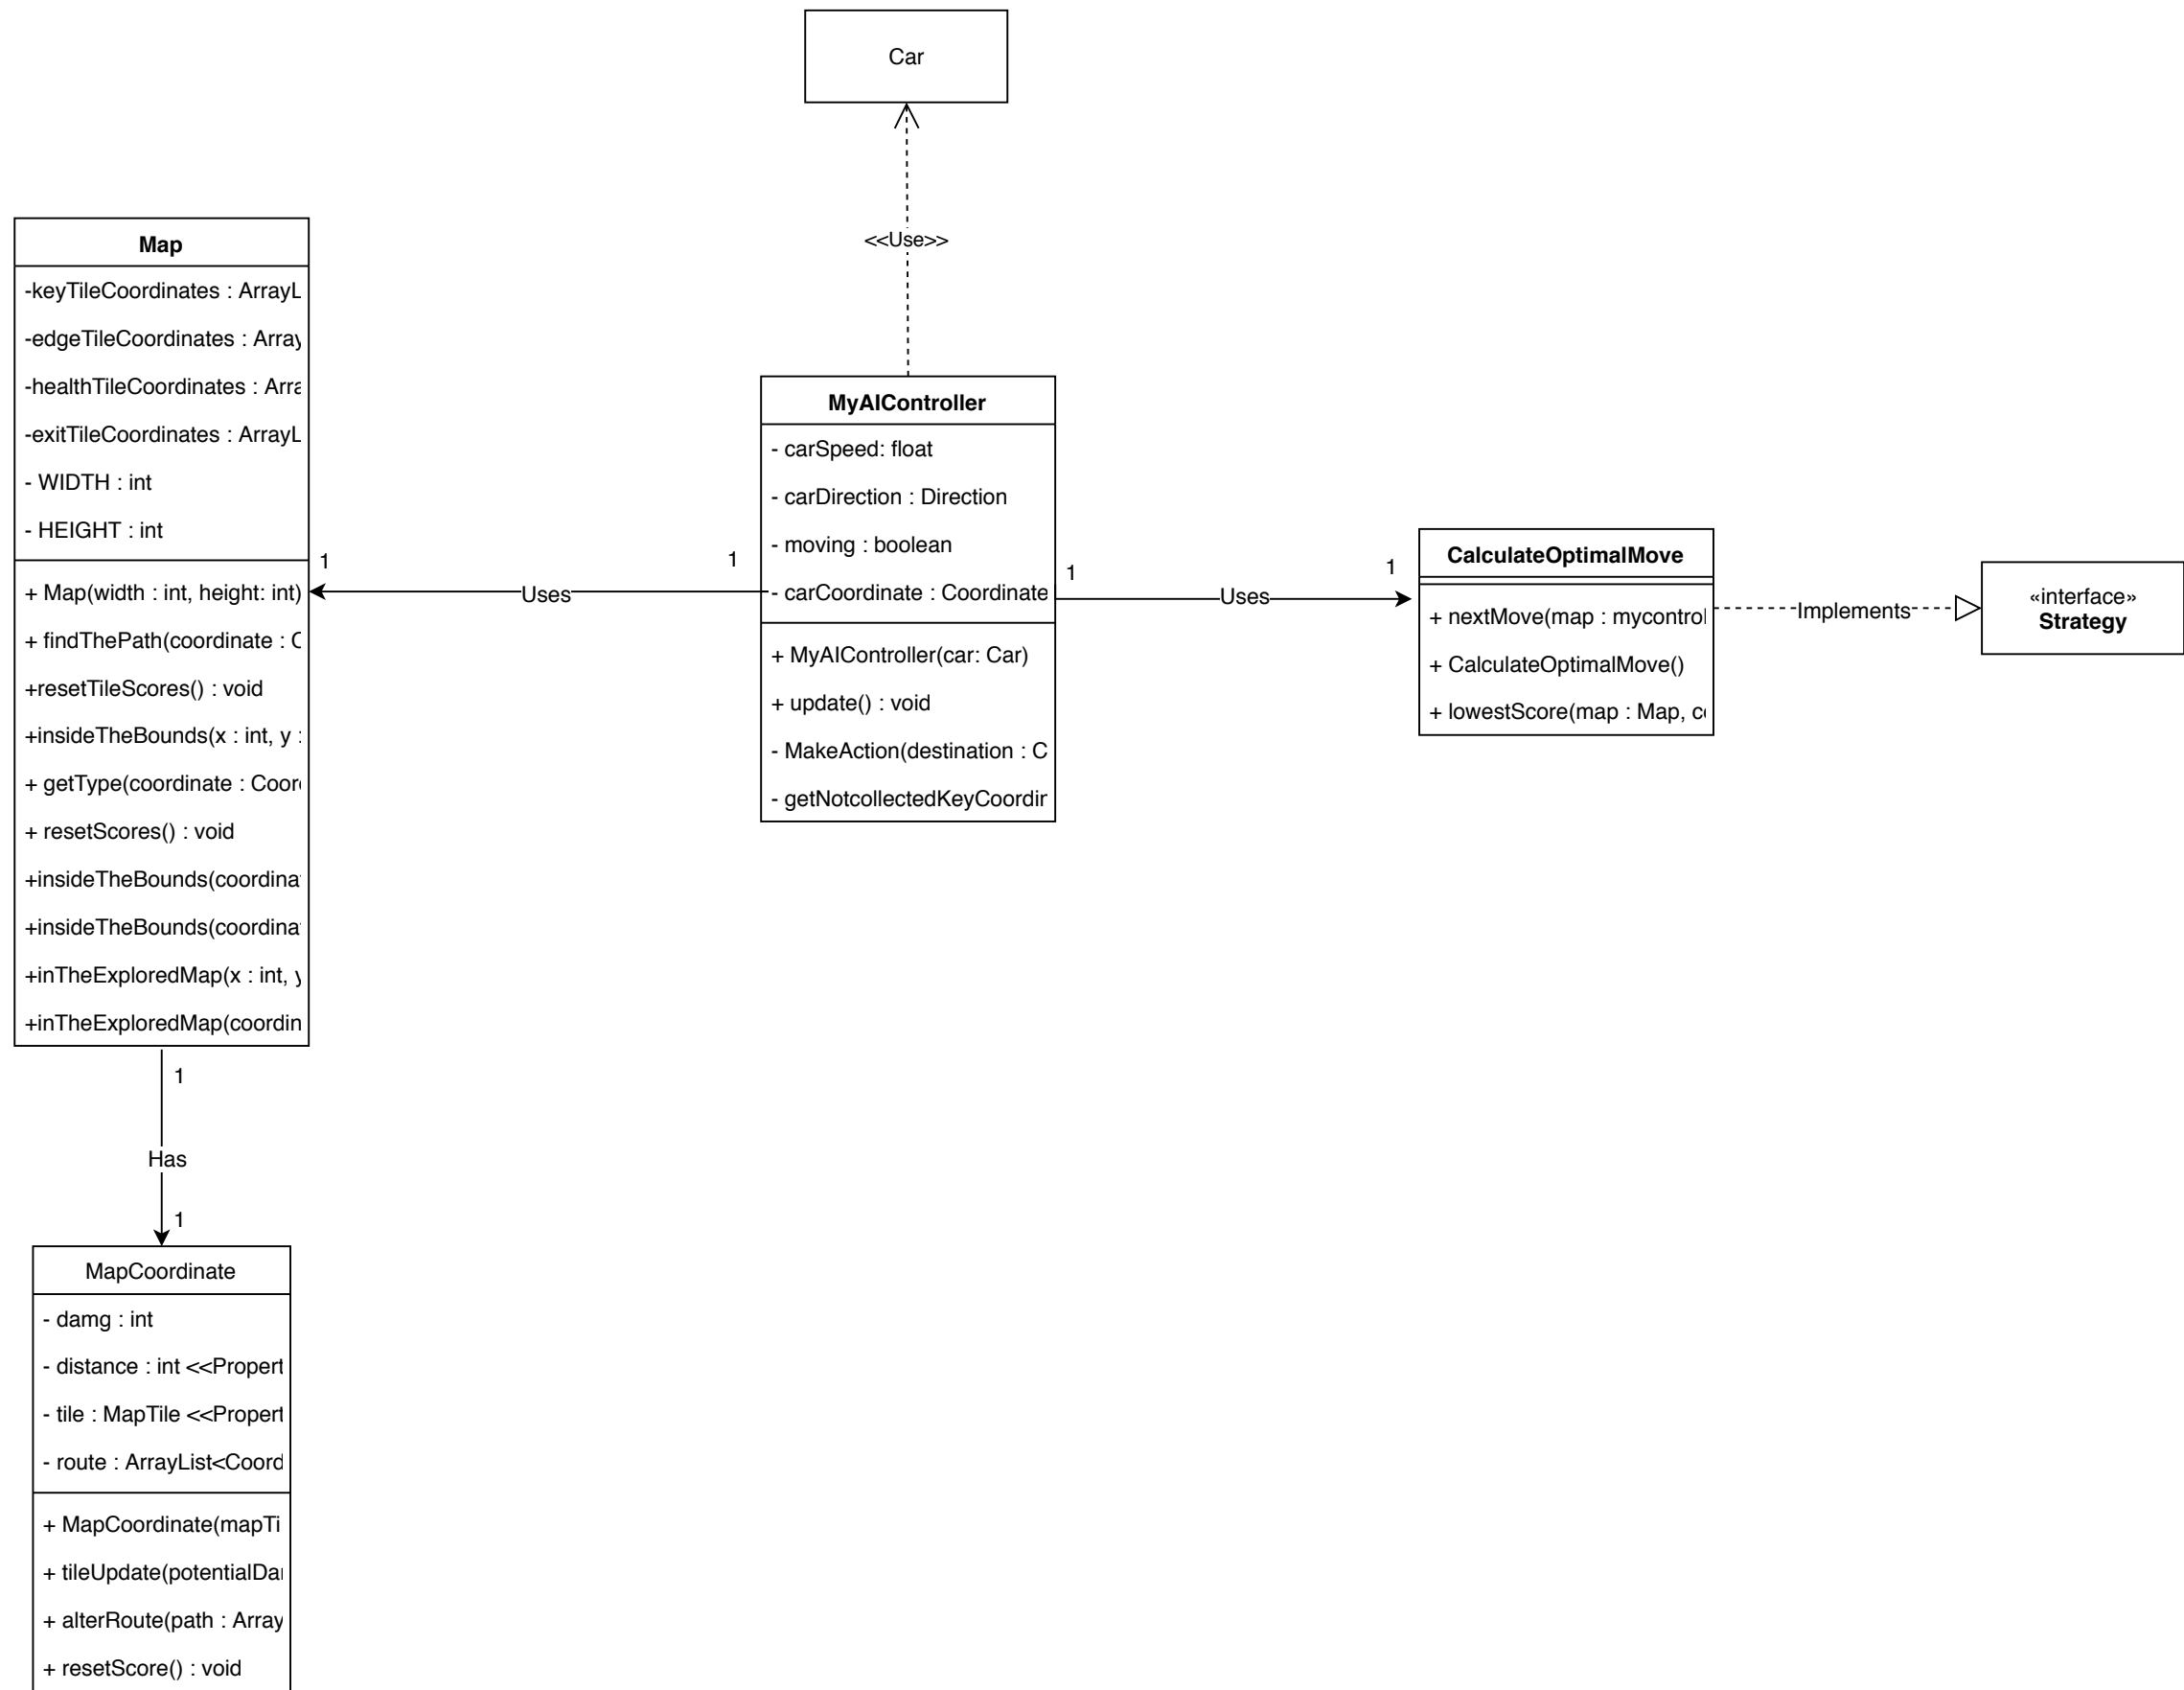 Car
<<Use>>
Map
-keyTileCoordinates : ArrayL
-edgeTileCoordinates : Array
-healthTileCoordinates : Arra
-exitTileCoordinates : ArrayL
- WIDTH : int
- HEIGHT : int
+ Map(width : int, height: int)
+ findThePath(coordinate : C
+resetTileScores() : void
+insideTheBounds(x : int, y :
+ getType(coordinate : Coor
+ resetScores() : void
+insideTheBounds(coordina
+insideTheBounds(coordina
+inTheExploredMap(x : int, y
+inTheExploredMap(coordin
1
Uses
1
MyAIController
- carSpeed: float
- carDirection : Direction
- moving : boolean
- carCoordinate : Coordinate
+ MyAIController(car: Car)
+ update() : void
- MakeAction(destination : C
- getNotcollectedKeyCoordin
1
Uses
1
CalculateOptimalMove
+ nextMove(map : mycontrol
+ CalculateOptimalMove()
+ lowestScore(map : Map, co
Implements
«interface»
Strategy
1
Has
1
MapCoordinate
- damg : int
- distance : int <<Propert
- tile : MapTile <<Propert
- route : ArrayList<Coord
+ MapCoordinate(mapTi
+ tileUpdate(potentialDa
+ alterRoute(path : Array
+ resetScore() : void